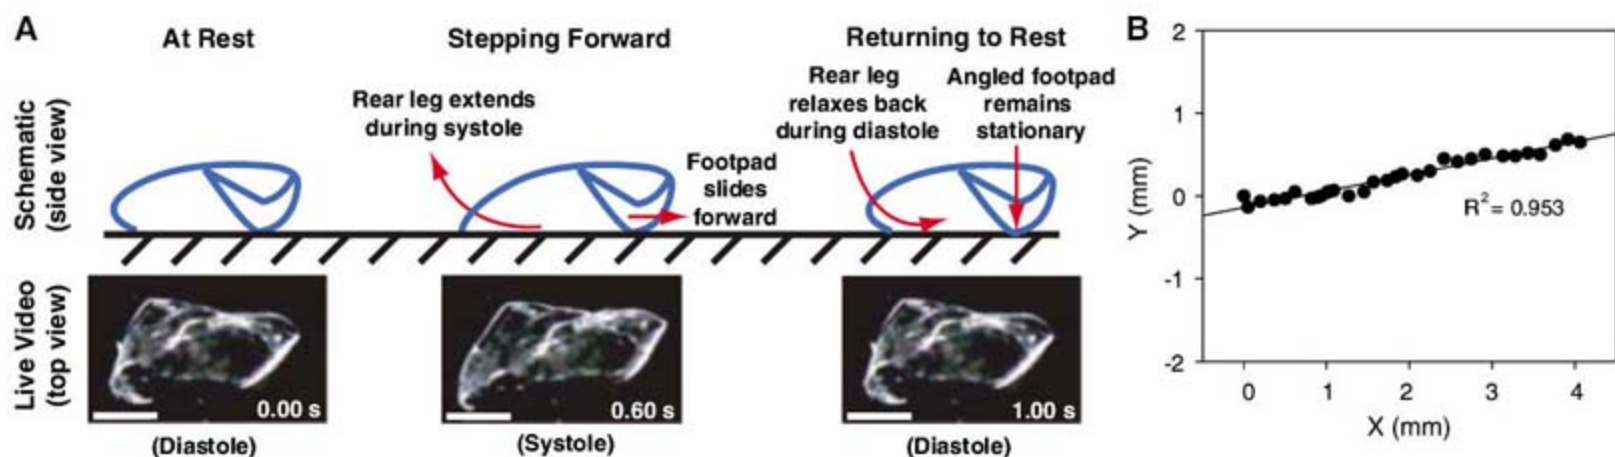 A
At Rest
Stepping Forward
Returning to Rest
Schematic
(side view)
Rear leg extends
during systole
Footpad
slides
forward
Rear leg
relaxes back
during diastole
Angled footpad
remains
stationary
Live Video
(top view)
0.00 s
0.60 s
1.00 s
(Diastole)
(Systole)
(Diastole)
B
2
1
0
-1
-2
Y (mm)
R² = 0.953
0 1 2 3 4
X (mm)